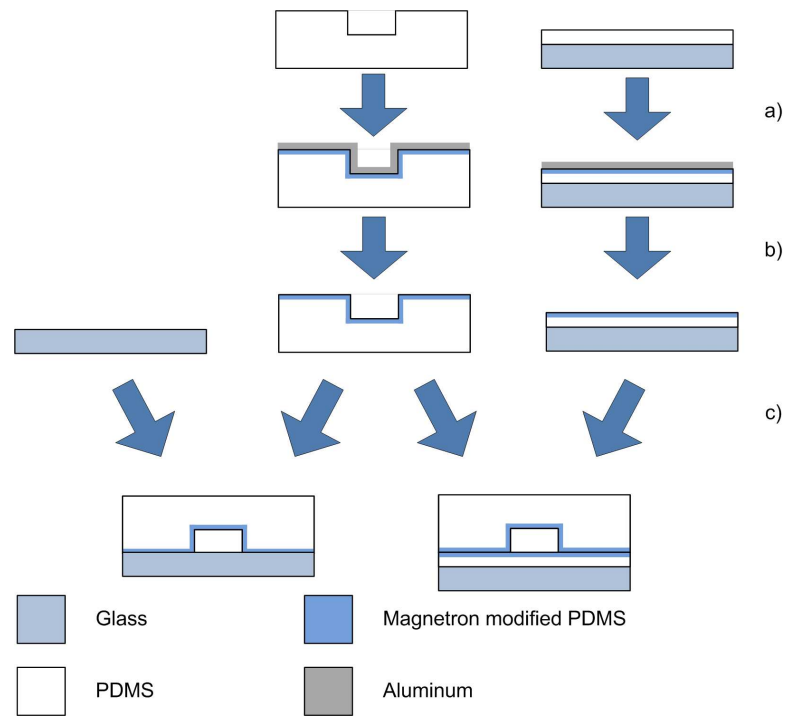 a)
b)
c)
Glass
Magnetron modified PDMS
PDMS
Aluminum